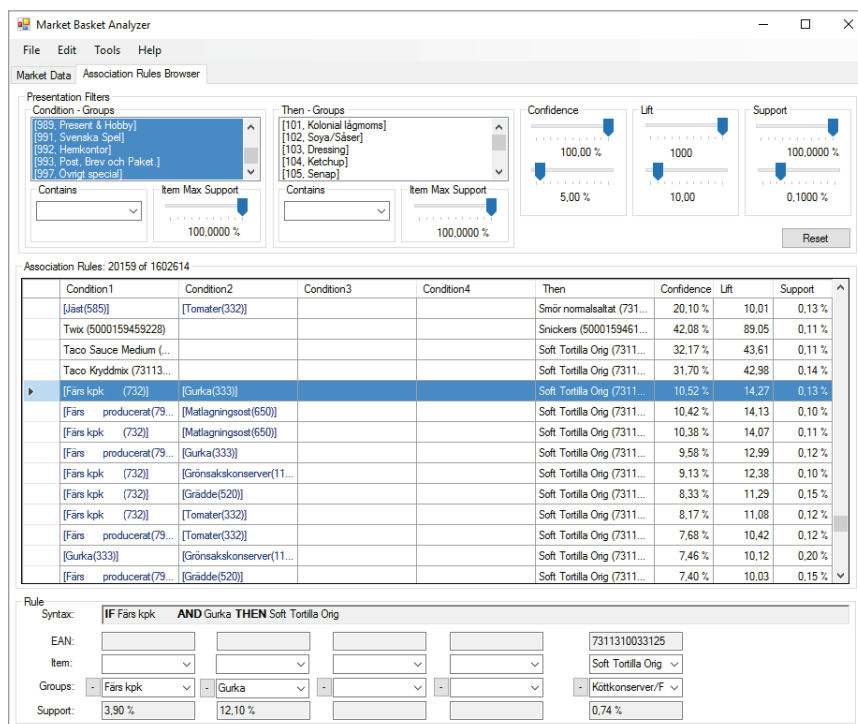 Market Basket Analyzer
File Edit Tools Help
Market Data Association Rules Browser
Presentation Filters
Condition - Groups Then - Groups Confidence Lift Support
[989, Present & Hobby] [101, Kolonial lågmoms]
[991, Svenska Spel] [102, Soya/Såser]
[992, Hemkontor] [103, Dressing]
[993, Post, Brev och Paket.] [104, Ketchup]
[997, Övrigt special] [105, Senap]
100,00 % 1000 100,0000 %
Contains Item Max Support Contains Item Max Support
5,00 % 10,00 0,1000 %
100,0000 % 100,0000 %
Reset
Association Rules: 20159 of 1602614
Condition1 Condition2 Condition3 Condition4 Then Confidence Lift Support
[Jäst(585)] [Tomater(332)] Smör normalsaltat (731... 20,10 % 10,01 0,13 %
Twix (5000159459228) Snickers (5000159461... 42,08 % 89,05 0,11 %
Taco Sauce Medium (... Soft Tortilla Orig (7311... 32,17 % 43,61 0,11 %
Taco Kryddmix (73113... Soft Tortilla Orig (7311... 31,70 % 42,98 0,14 %
[Färs kpk (732)] [Gurka(333)] Soft Tortilla Orig (7311... 10,52 % 14,27 0,13 %
[Färs producerat(79... [Matlagningsost(650)] Soft Tortilla Orig (7311... 10,42 % 14,13 0,10 %
[Färs kpk (732)] [Matlagningsost(650)] Soft Tortilla Orig (7311... 10,38 % 14,07 0,11 %
[Färs producerat(79... [Gurka(333)] Soft Tortilla Orig (7311... 9,58 % 12,99 0,12 %
[Färs kpk (732)] [Grönsakskonserver(11... Soft Tortilla Orig (7311... 9,13 % 12,38 0,10 %
[Färs kpk (732)] [Grädde(520)] Soft Tortilla Orig (7311... 8,33 % 11,29 0,15 %
[Färs kpk (732)] [Tomater(332)] Soft Tortilla Orig (7311... 8,17 % 11,08 0,12 %
[Färs producerat(79... [Tomater(332)] Soft Tortilla Orig (7311... 7,68 % 10,42 0,12 %
[Gurka(333)] [Grönsakskonserver(11... Soft Tortilla Orig (7311... 7,46 % 10,12 0,20 %
[Färs producerat(79... [Grädde(520)] Soft Tortilla Orig (7311... 7,40 % 10,03 0,15 %
Rule
Syntax: IF Färs kpk AND Gurka THEN Soft Tortilla Orig
EAN: 7311310033125
Item: Soft Tortilla Orig
Groups: - Färs kpk - Gurka - - - Köttkonserver/F
Support: 3,90 % 12,10 % 0,74 %